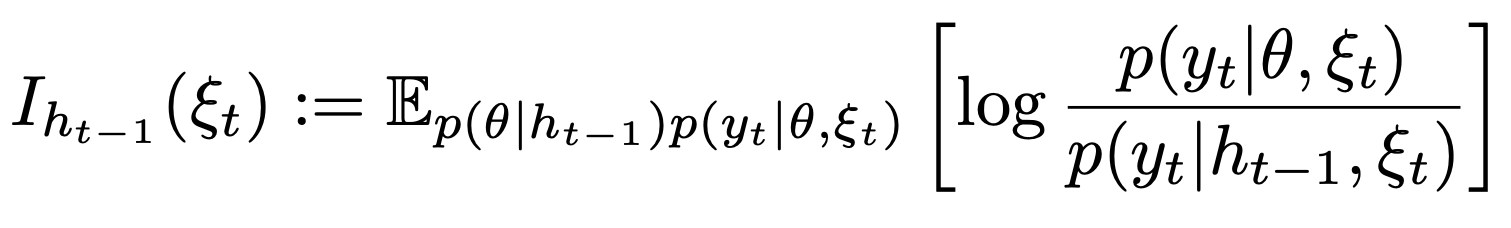 $I_{h_{t-1}}(\xi_t) := \mathbb{E}_{p(\theta|h_{t-1})p(y_t|\theta,\xi_t)} \left[ \log \frac{p(y_t|\theta, \xi_t)}{p(y_t|h_{t-1}, \xi_t)} \right]$